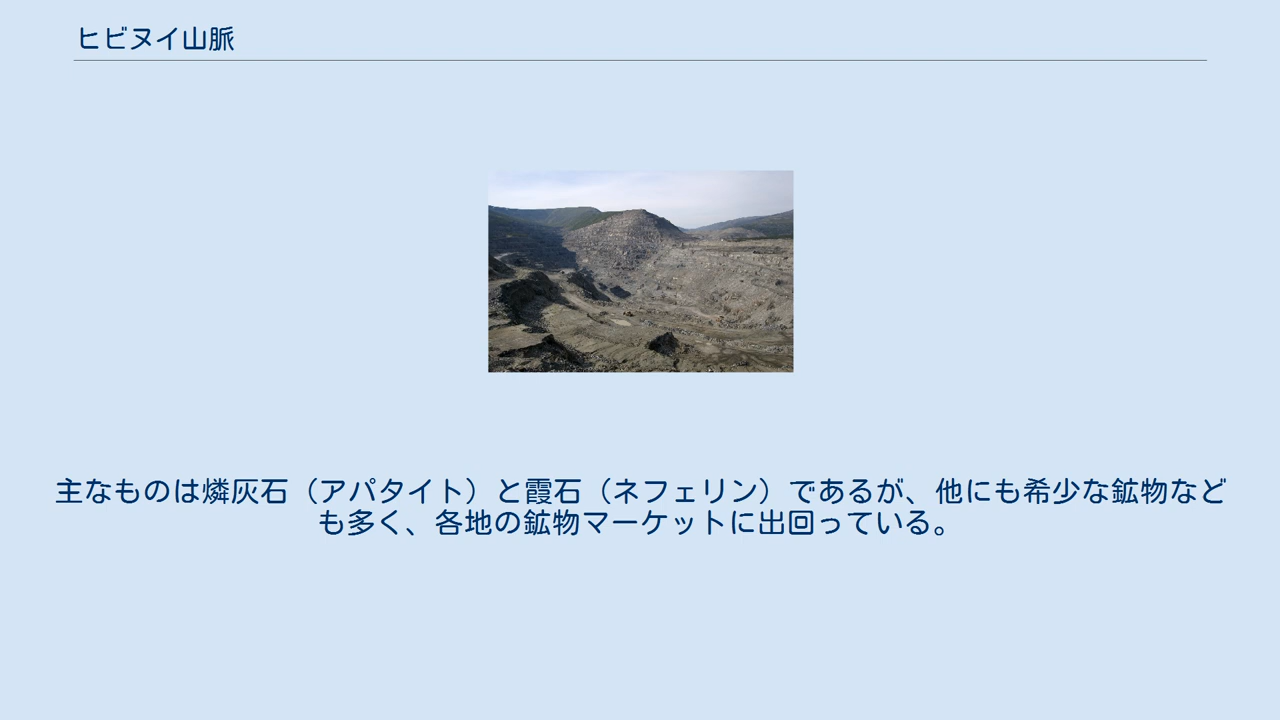 ヒビヌイ山脈
主なものは燐灰石（アパタイト）と霞石（ネフェリン）であるが、他にも希少な鉱物など
も多く、各地の鉱物マーケットに出回っている。